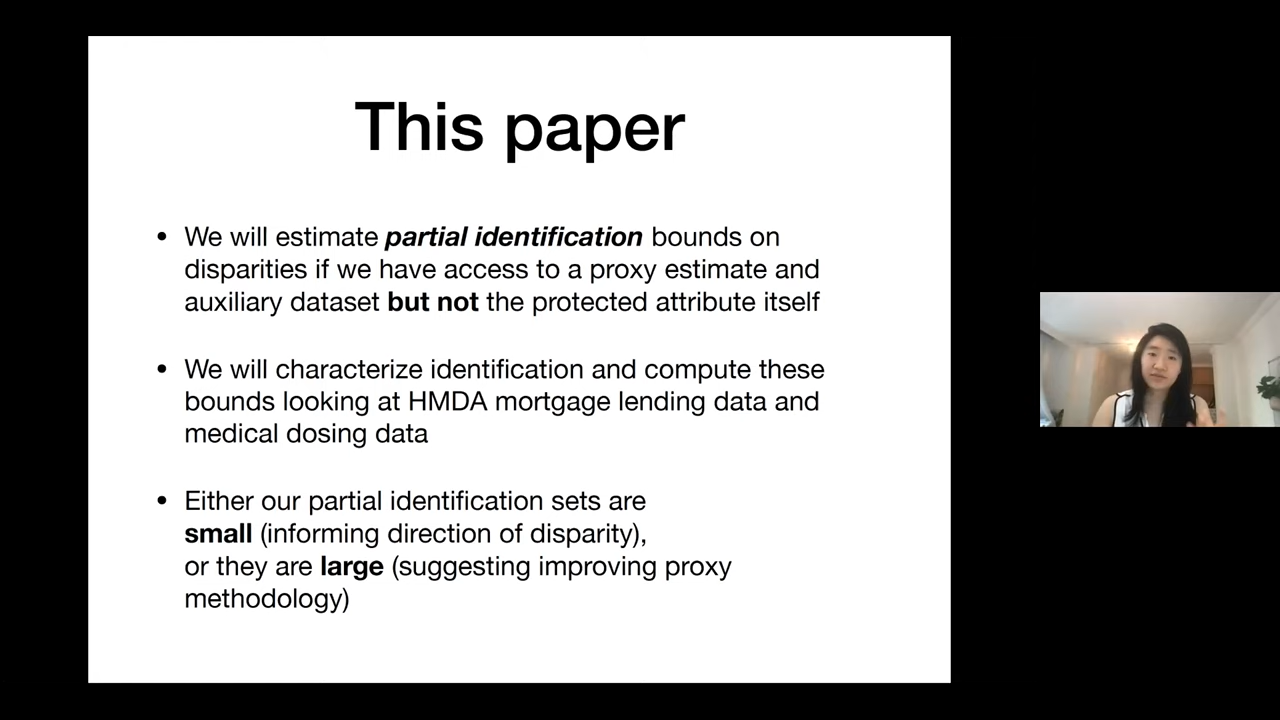 This paper
• We will estimate partial identification bounds on
disparities if we have access to a proxy estimate and
auxiliary dataset but not the protected attribute itself
• We will characterize identification and compute these
bounds looking at HMDA mortgage lending data and
medical dosing data
• Either our partial identification sets are
small (informing direction of disparity),
or they are large (suggesting improving proxy
methodology)